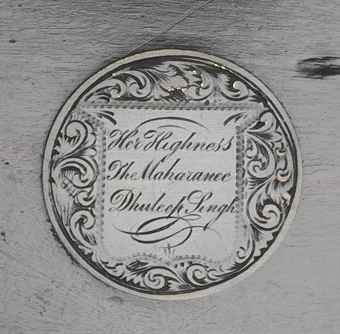 Her Highness
The Maharanee
Dhuleep Singh